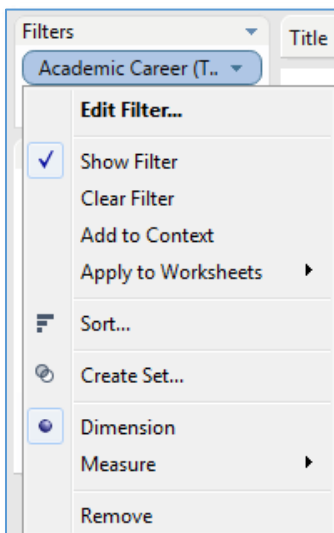 Filters
Title
Academic Career (T..
Edit Filter...
Show Filter
Clear Filter
Add to Context
Apply to Worksheets
Sort...
Create Set...
Dimension
Measure
Remove